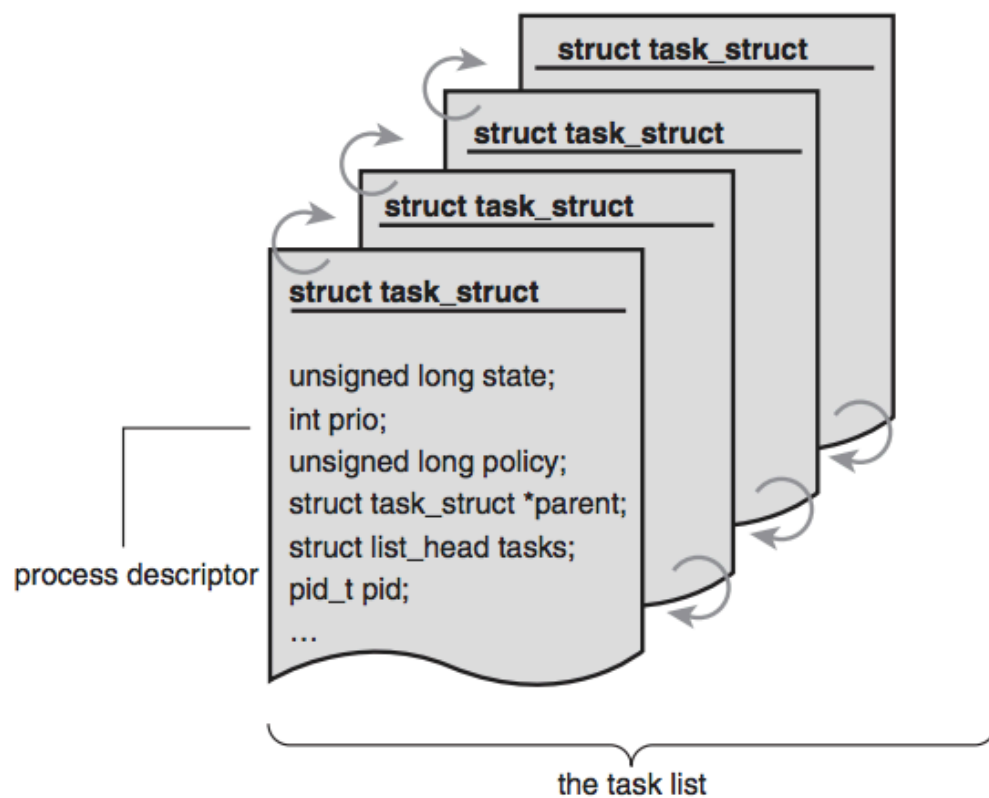 struct task_struct
struct task_struct
struct task_struct
struct task_struct
unsigned long state;
int prio;
unsigned long policy;
struct task_struct *parent;
struct list_head tasks;
pid_t pid;
...
process descriptor
the task list